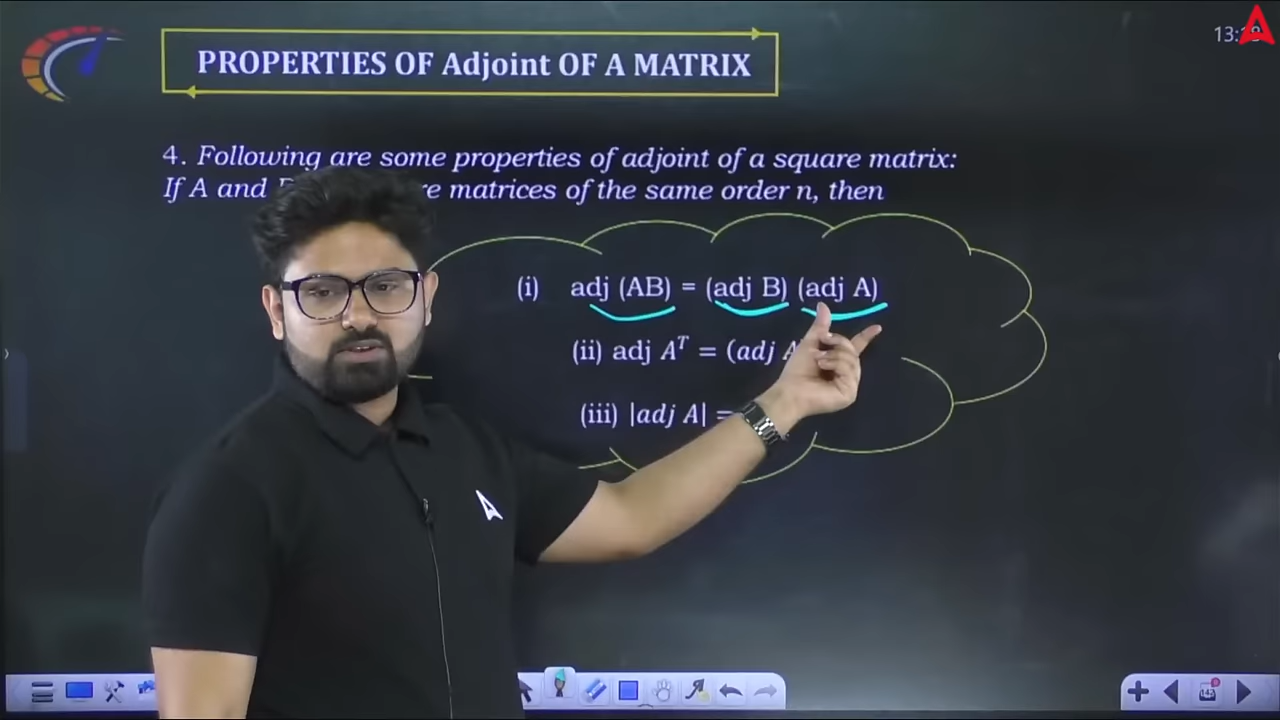 PROPERTIES OF Adjoint OF A MATRIX
4. Following are some properties of adjoint of a square matrix:
If A and re matrices of the same order n, then
(i) adj (AB) = (adj B) (adj A)
(ii) adj Aᵀ = (adj A
(iii) |adj A| =